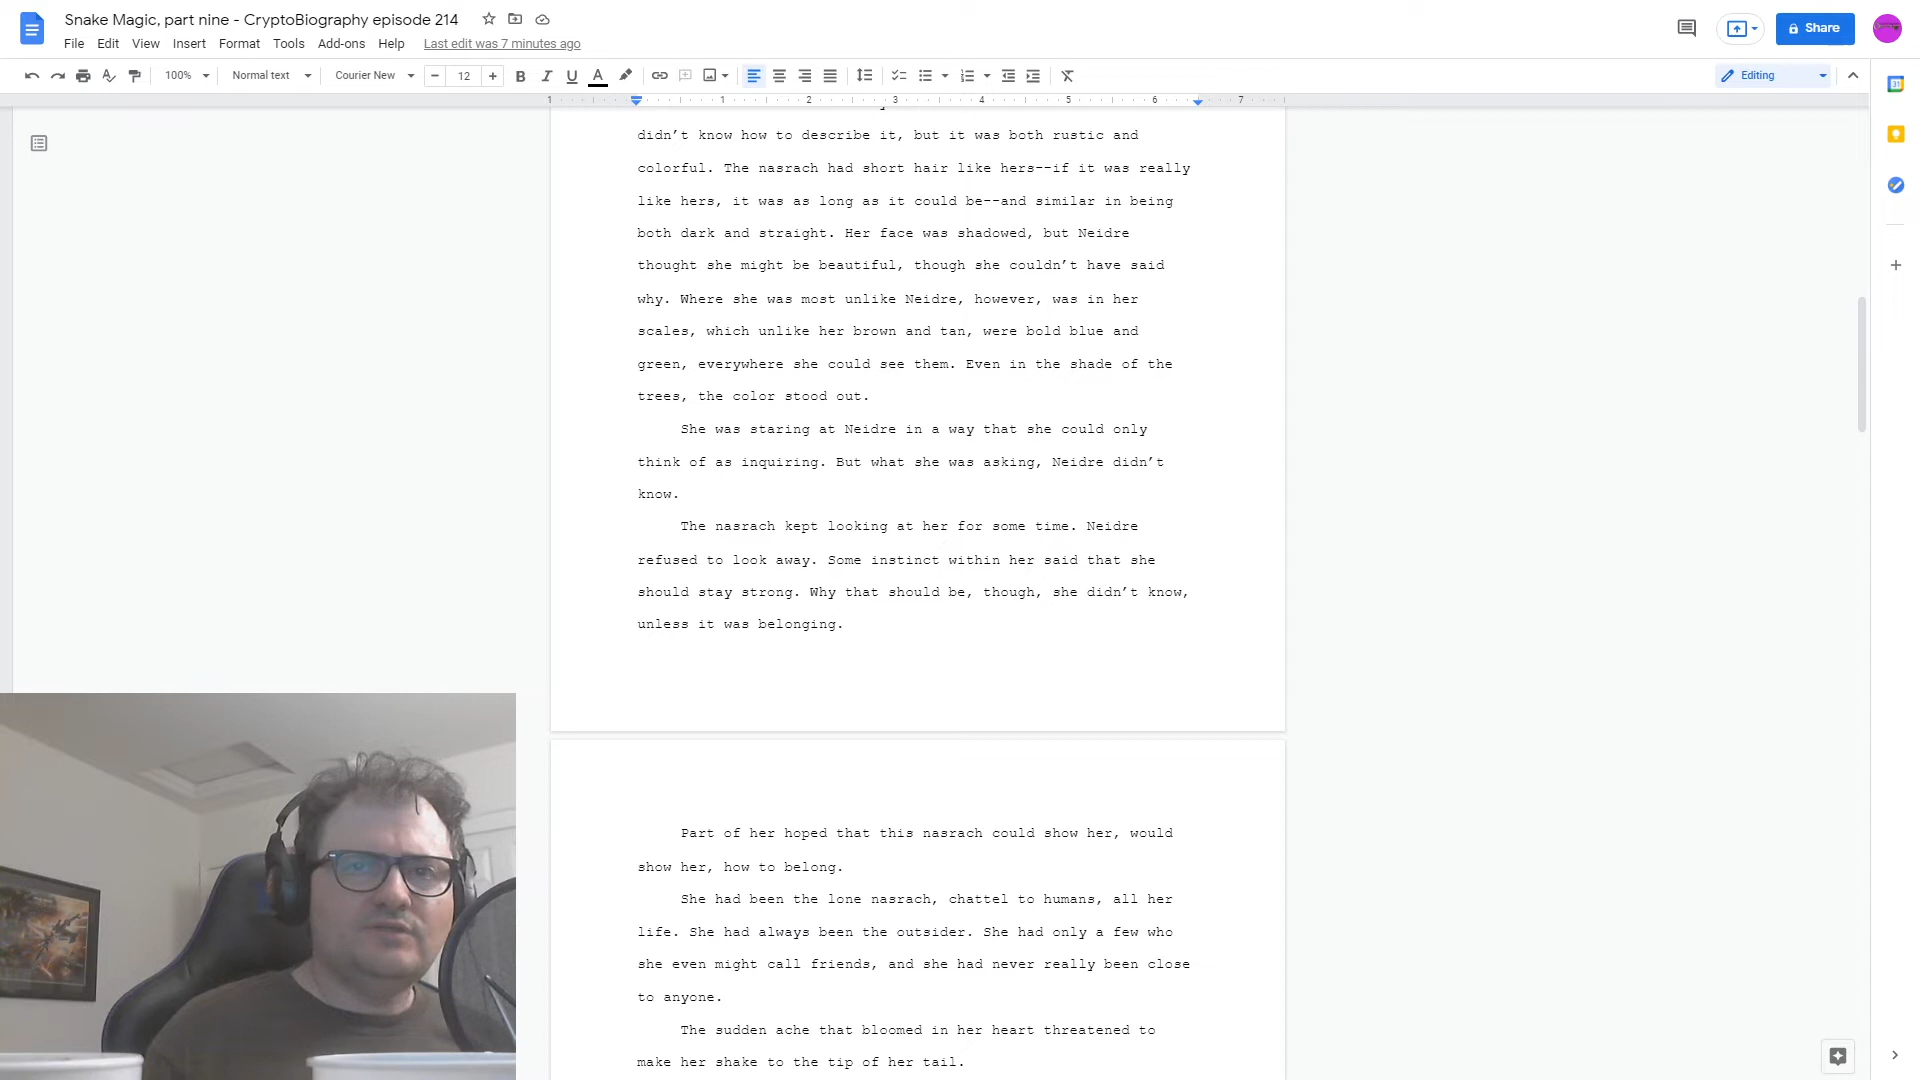 Snake Magic, part nine - CryptoBiography episode 214
File Edit View Insert Format Tools Add-ons Help Last edit was 7 minutes ago
Share
100% Normal text Courier New 12 Editing
1 1 2 3 4 5 6 7
didn’t know how to describe it, but it was both rustic and
colorful. The nasrach had short hair like hers--if it was really
like hers, it was as long as it could be--and similar in being
both dark and straight. Her face was shadowed, but Neidre
thought she might be beautiful, though she couldn’t have said
why. Where she was most unlike Neidre, however, was in her
scales, which unlike her brown and tan, were bold blue and
green, everywhere she could see them. Even in the shade of the
trees, the color stood out.
She was staring at Neidre in a way that she could only
think of as inquiring. But what she was asking, Neidre didn’t
know.
The nasrach kept looking at her for some time. Neidre
refused to look away. Some instinct within her said that she
should stay strong. Why that should be, though, she didn’t know,
unless it was belonging.
Part of her hoped that this nasrach could show her, would
show her, how to belong.
She had been the lone nasrach, chattel to humans, all her
life. She had always been the outsider. She had only a few who
she even might call friends, and she had never really been close
to anyone.
The sudden ache that bloomed in her heart threatened to
make her shake to the tip of her tail.